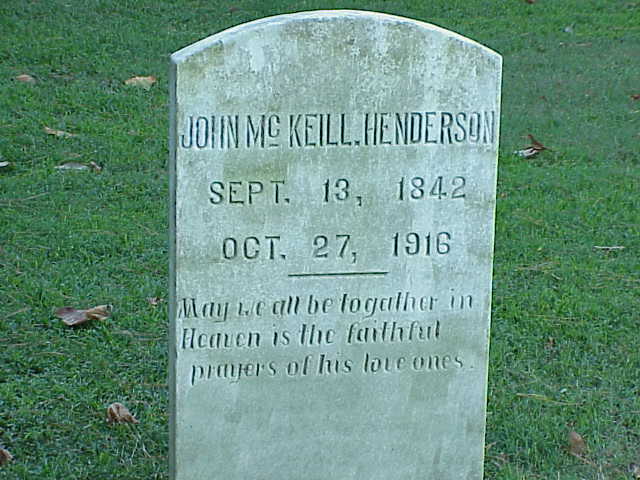 JOHN Mc KEILL.HENDERSON
SEPT. 13, 1842
OCT. 27, 1916
May we all be togather in
Heaven is the faithful
prayers of his love ones.